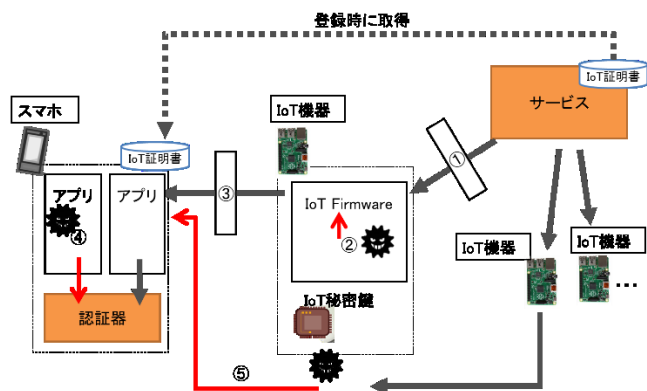 登録時に取得
IoT証明書
サービス
スマホ
IoT機器
IoT証明書
①
アプリ
アプリ
③
IoT Firmware
④
②
IoT機器
IoT機器
…
IoT秘密鍵
認証器
⑤